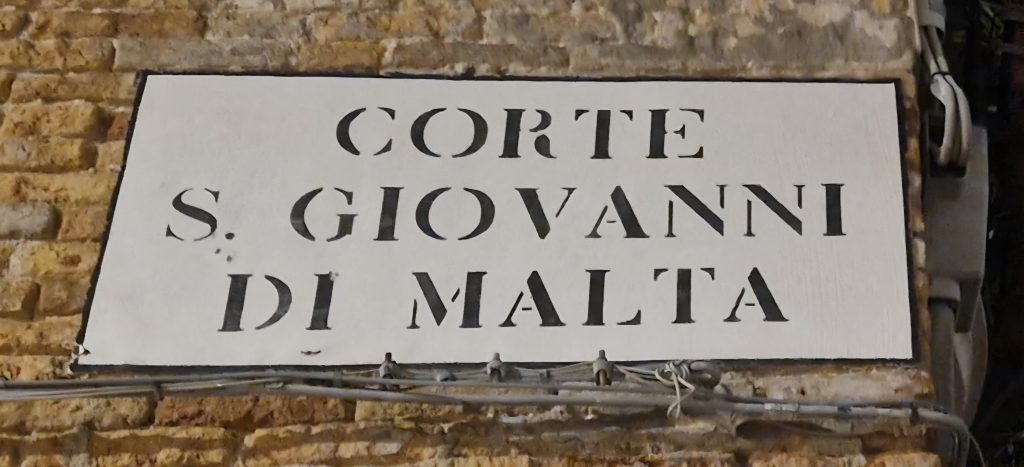 CORTE
S. GIOVANNI
DI MALTA